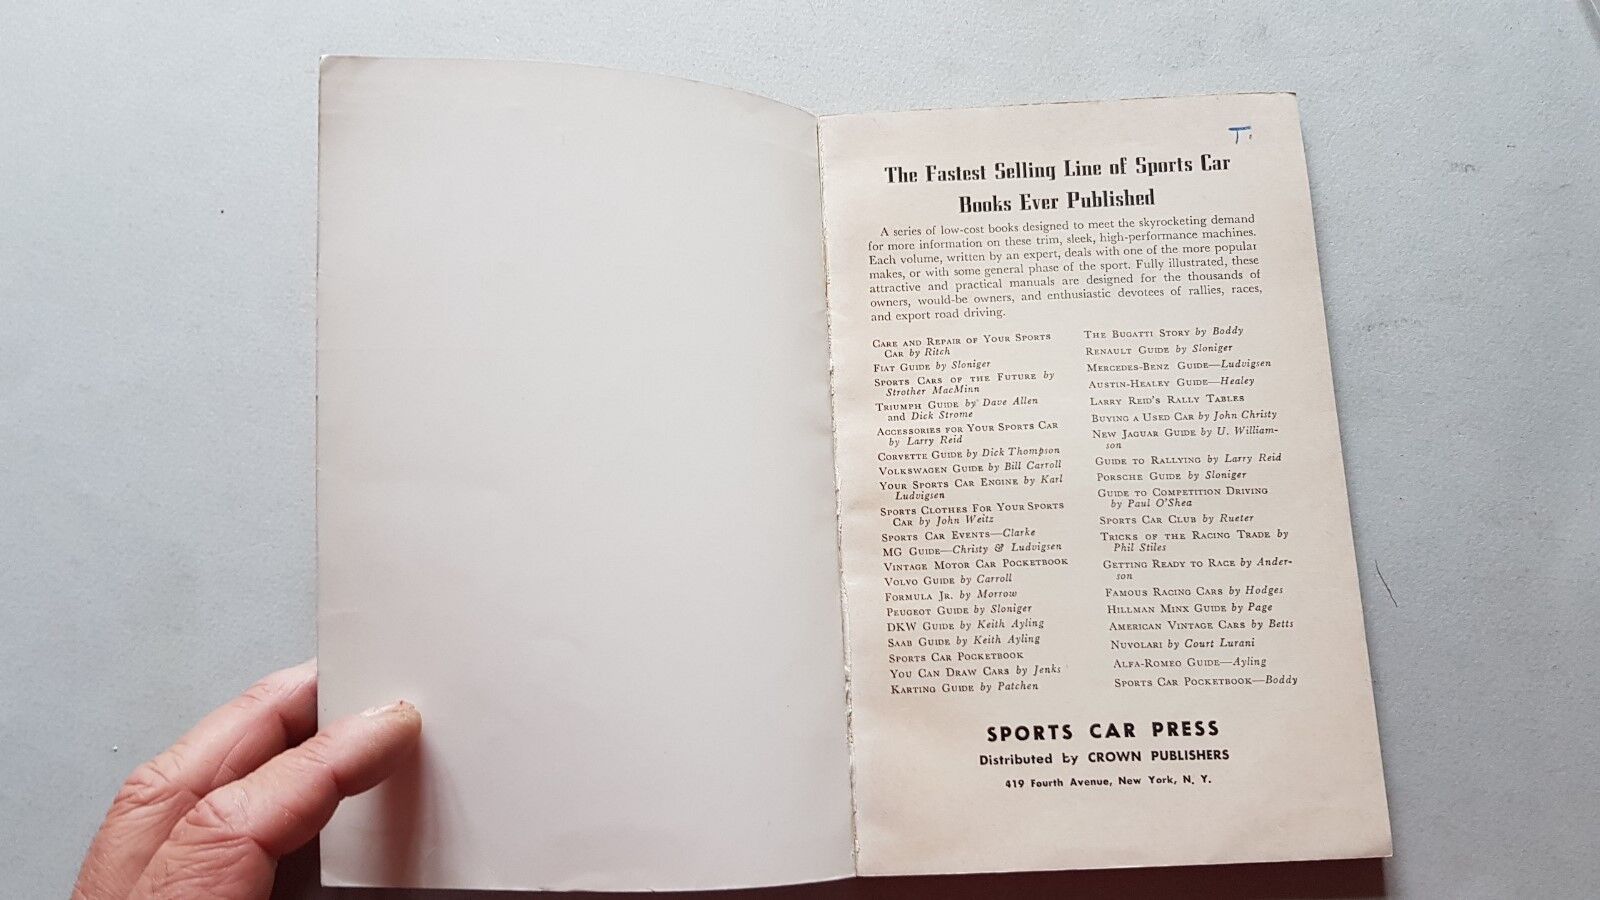 T.
The Fastest Selling Line of Sports Car
Books Ever Published
A series of low-cost books designed to meet the skyrocketing demand
for more information on these trim, sleek, high-performance machines.
Each volume, written by an expert, deals with one of the more popular
makes, or with some general phase of the sport. Fully illustrated, these
attractive and practical manuals are designed for the thousands of
owners, would-be owners, and enthusiastic devotees of rallies, races,
and export road driving.
CARE AND REPAIR OF YOUR SPORTS
CAR by Ritch
FIAT GUIDE by Sloniger
SPORTS CARS OF THE FUTURE by
Strother MacMinn
TRIUMPH GUIDE by Dave Allen
and Dick Strome
ACCESSORIES FOR YOUR SPORTS CAR
by Larry Reid
CORVETTE GUIDE by Dick Thompson
VOLKSWAGEN GUIDE by Bill Carroll
YOUR SPORTS CAR ENGINE by Karl
Ludvigsen
SPORTS CLOTHES FOR YOUR SPORTS
CAR by John Weitz
SPORTS CAR EVENTS—Clarke
MG GUIDE—Christy & Ludvigsen
VINTAGE MOTOR CAR POCKETBOOK
VOLVO GUIDE by Carroll
FORMULA JR. by Morrow
PEUGEOT GUIDE by Sloniger
DKW GUIDE by Keith Ayling
SAAB GUIDE by Keith Ayling
SPORTS CAR POCKETBOOK
YOU CAN DRAW CARS by Jenks
KARTING GUIDE by Patchen
THE BUGATTI STORY by Boddy
RENAULT GUIDE by Sloniger
MERCEDES-BENZ GUIDE—Ludvigsen
AUSTIN-HEALEY GUIDE—Healey
LARRY REID'S RALLY TABLES
BUYING A USED CAR by John Christy
NEW JAGUAR GUIDE by U. William-
son
GUIDE TO RALLYING by Larry Reid
PORSCHE GUIDE by Sloniger
GUIDE TO COMPETITION DRIVING
by Paul O'Shea
SPORTS CAR CLUB by Rueter
TRICKS OF THE RACING TRADE by
Phil Stiles
GETTING READY TO RACE by Ander-
son
FAMOUS RACING CARS by Hodges
HILLMAN MINX GUIDE by Page
AMERICAN VINTAGE CARS by Betts
NUVOLARI by Court Lurani
ALFA-ROMEO GUIDE—Ayling
SPORTS CAR POCKETBOOK—Boddy
SPORTS CAR PRESS
Distributed by CROWN PUBLISHERS
419 Fourth Avenue, New York, N. Y.